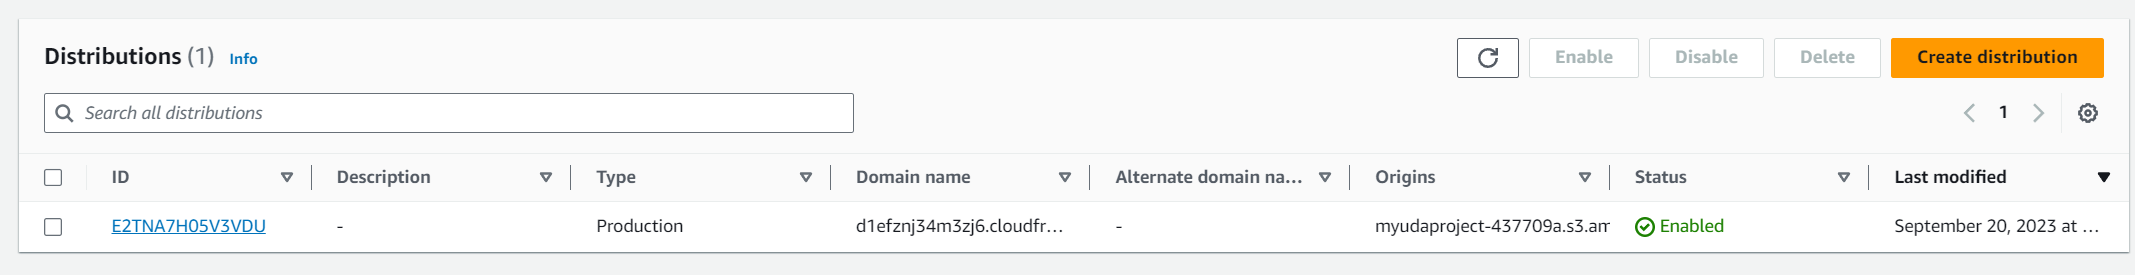 Distributions (1) Info
Enable Disable Delete Create distribution
Search all distributions
1
ID Description Type Domain name Alternate domain na... Origins Status Last modified
E2TNA7H05V3VDU - Production d1efznj34m3zj6.cloudfr... - myudaproject-437709a.s3.am Enabled September 20, 2023 at ...